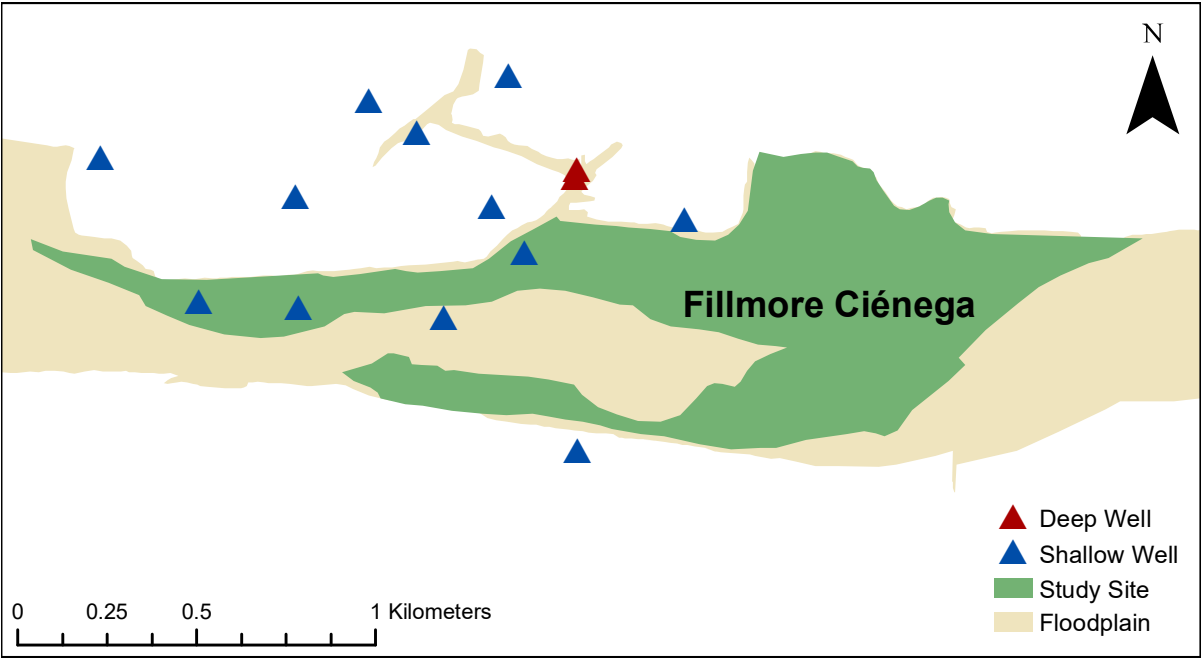 N
Fillmore Ciénega
Deep Well
Shallow Well
Study Site
Floodplain
0 0.25 0.5 1 Kilometers